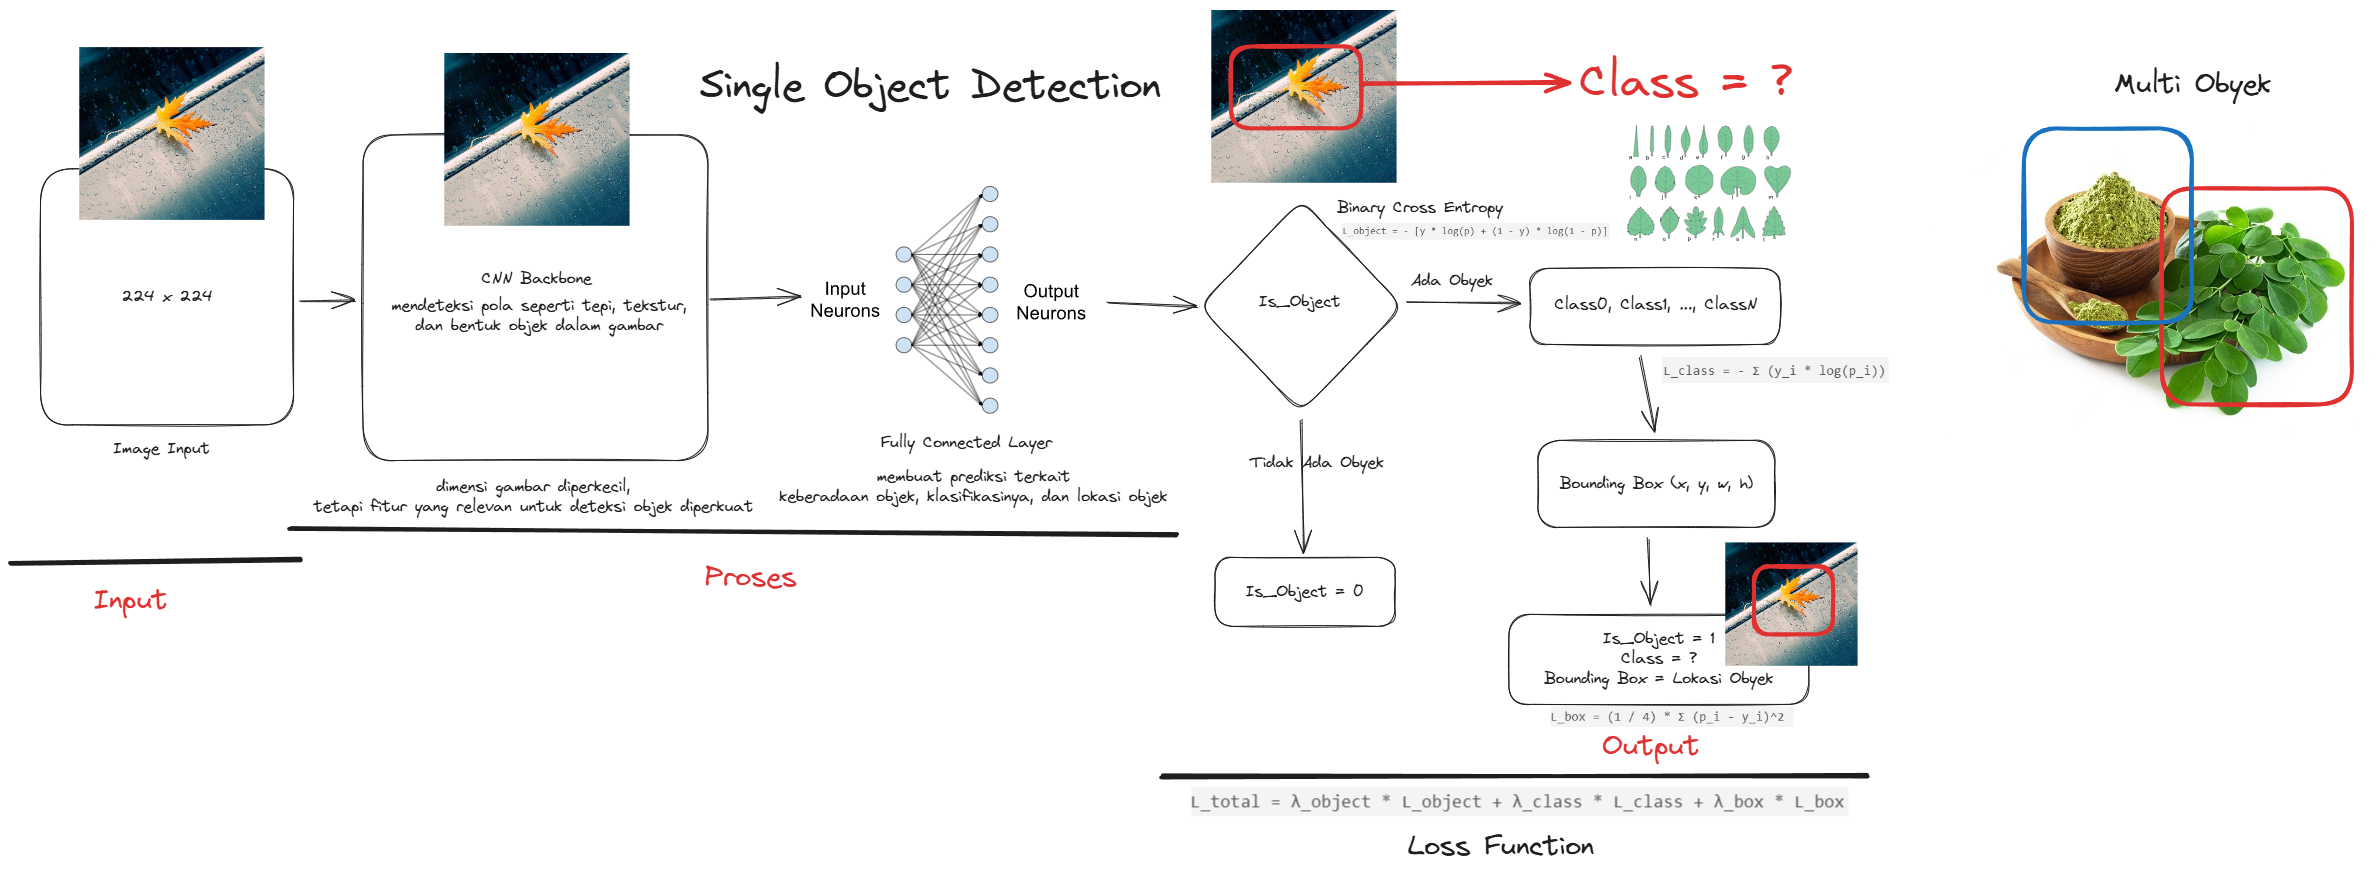 Single Object Detection
Class = ?
Multi Obyek
224 x 224
Image Input
Input
CNN Backbone
mendeteksi pola seperti tepi, tekstur,
dan bentuk objek dalam gambar
dimensi gambar diperkecil,
tetapi fitur yang relevan untuk deteksi objek diperkuat
Input
Neurons
Output
Neurons
Fully Connected Layer
membuat prediksi terkait
keberadaan objek, klasifikasinya, dan lokasi objek
Proses
Binary Cross Entropy
L_object = - [y * log(p) + (1 - y) * log(1 - p)]
Is_Object
Ada Obyek
Tidak Ada Obyek
Is_Object = 0
Class0, Class1, ..., ClassN
L_class = - Σ (y_i * log(p_i))
Bounding Box (x, y, w, h)
Is_Object = 1
Class = ?
Bounding Box = Lokasi Obyek
L_box = (1 / 4) * Σ (p_i - y_i)^2
Output
L_total = λ_object * L_object + λ_class * L_class + λ_box * L_box
Loss Function